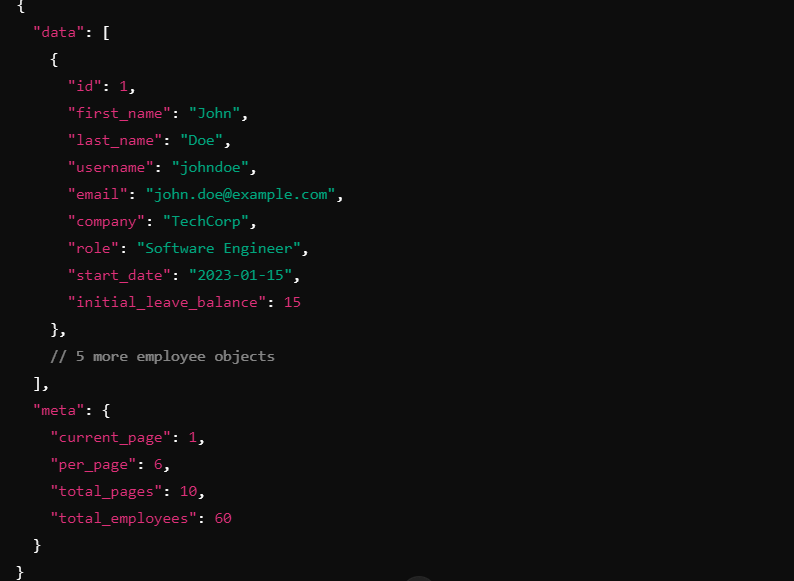 {
  "data": [
    {
      "id": 1,
      "first_name": "John",
      "last_name": "Doe",
      "username": "johndoe",
      "email": "john.doe@example.com",
      "company": "TechCorp",
      "role": "Software Engineer",
      "start_date": "2023-01-15",
      "initial_leave_balance": 15
    },
    // 5 more employee objects
  ],
  "meta": {
    "current_page": 1,
    "per_page": 6,
    "total_pages": 10,
    "total_employees": 60
  }
}